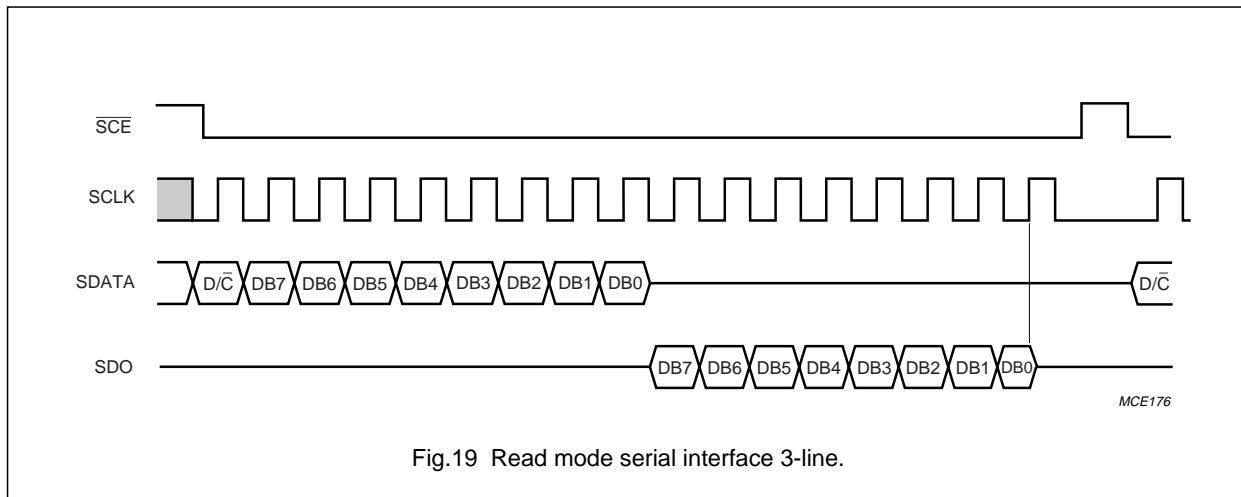 SCE
SCLK
SDATA D/C DB7 DB6 DB5 DB4 DB3 DB2 DB1 DB0 D/C
SDO DB7 DB6 DB5 DB4 DB3 DB2 DB1 DB0
MCE176
Fig.19 Read mode serial interface 3-line.